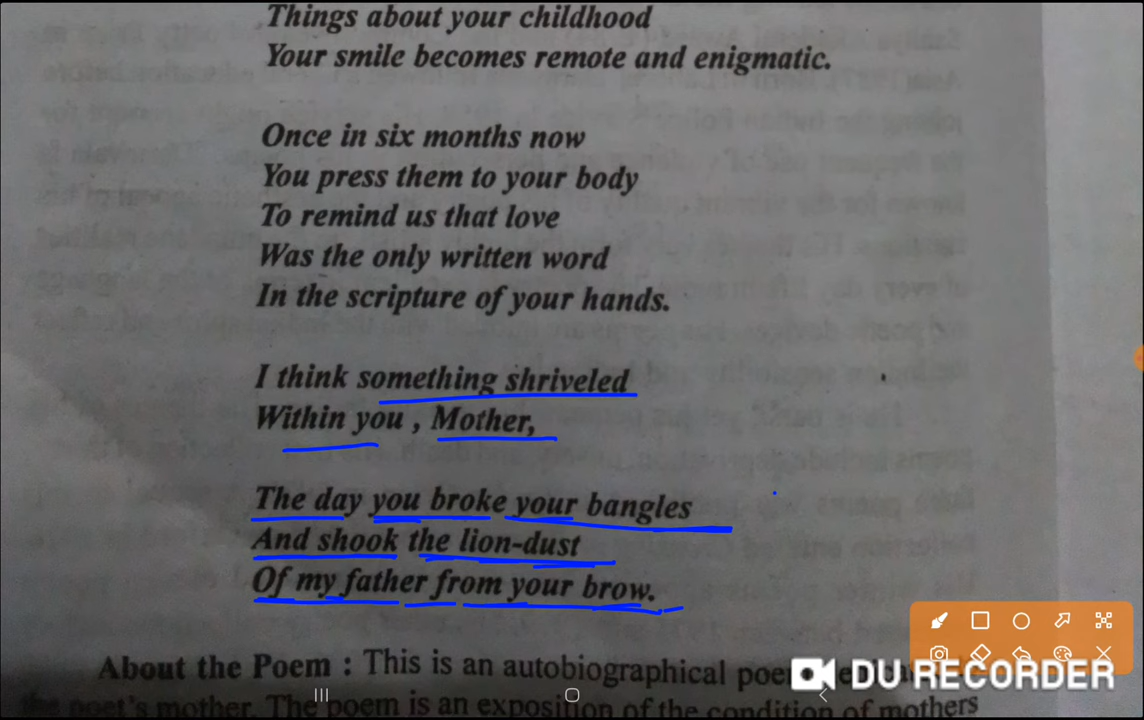 Things about your childhood
Your smile becomes remote and enigmatic.
Once in six months now
You press them to your body
To remind us that love
Was the only written word
In the scripture of your hands.
I think something shriveled
Within you , Mother,
The day you broke your bangles
And shook the lion-dust
Of my father from your brow.
About the Poem : This is an autobiographical poem
the poet's mother. The poem is an exposition of the condition of mothers
DU RECORDER